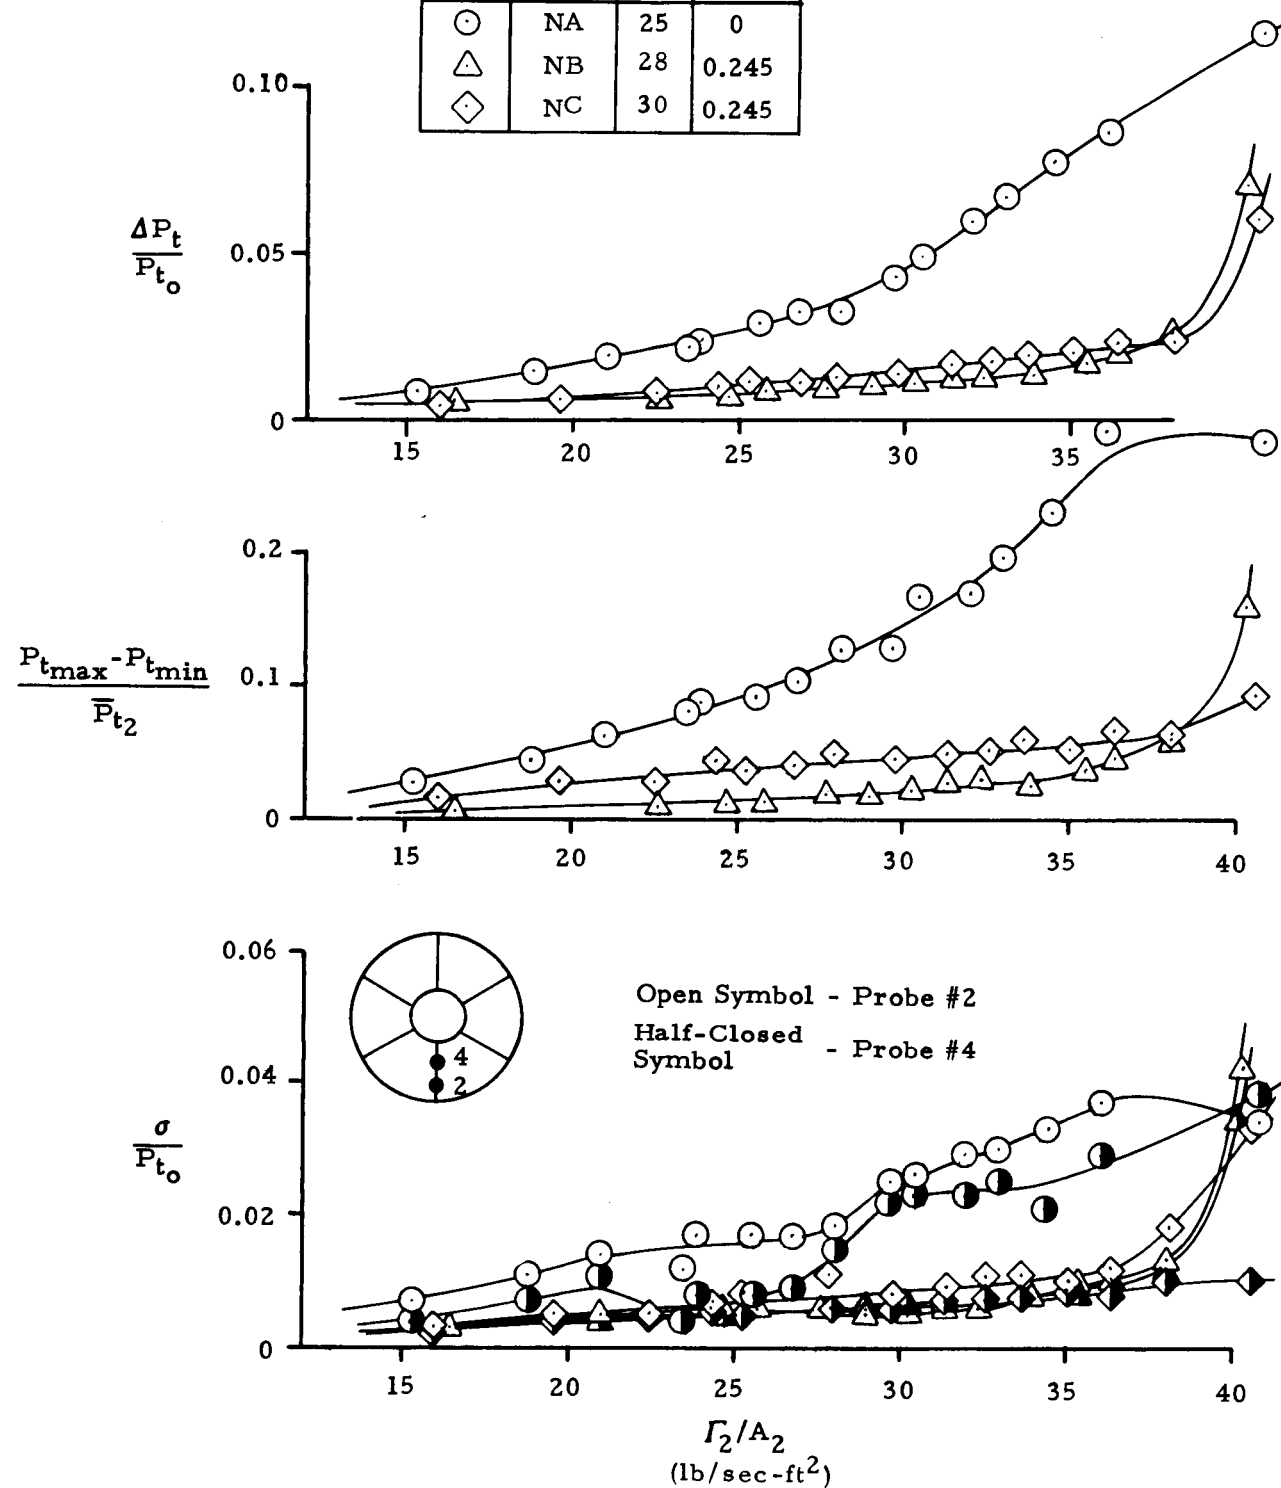 NA 25 0
NB 28 0.245
NC 30 0.245
0.10
ΔPt
Pto
0.05
0
15 20 25 30 35
0.2
Ptmax-Ptmin
P̅t2
0.1
0
15 20 25 30 35 40
0.06
Open Symbol - Probe #2
Half-Closed
Symbol - Probe #4
4
2
0.04
σ
Pto
0.02
0
15 20 25 30 35 40
Γ2/A2
(lb/sec-ft2)